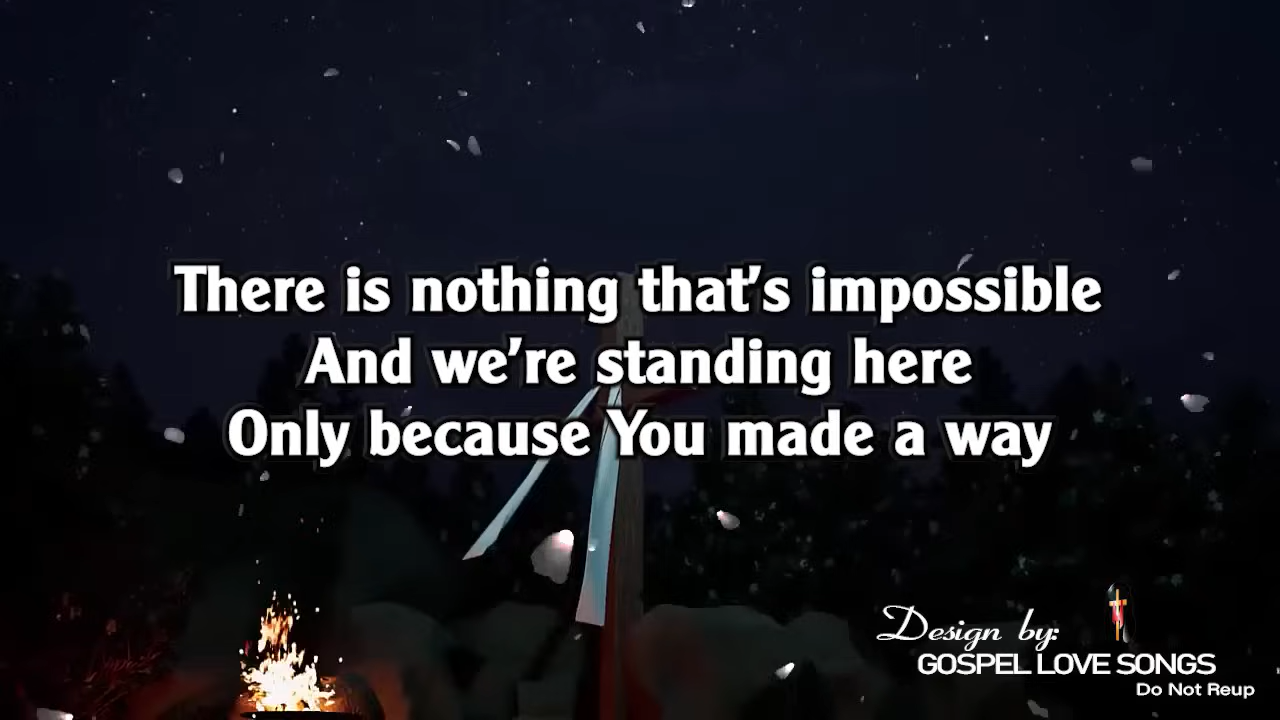 There is nothing that's impossible
And we're standing here
Only because You made a way
Design by:
GOSPEL LOVE SONGS
Do Not Reup